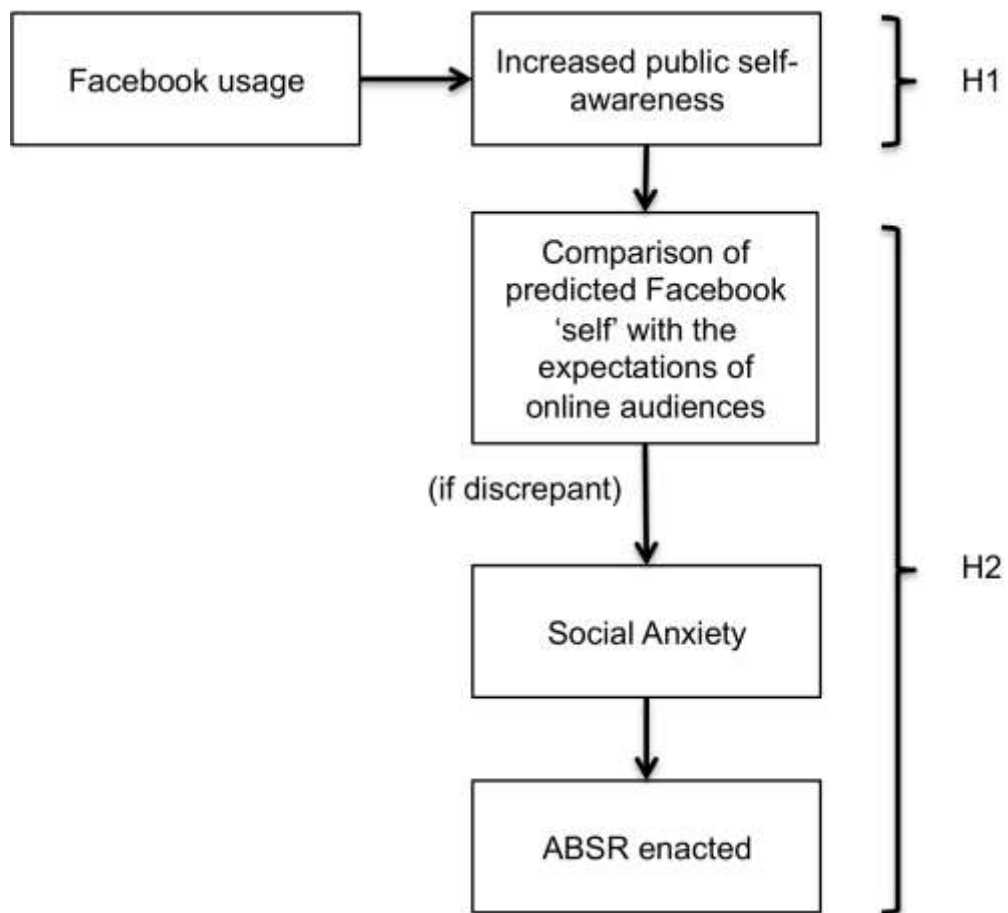 Facebook usage
Increased public self-
awareness
H1
Comparison of
predicted Facebook
‘self’ with the
expectations of
online audiences
(if discrepant)
H2
Social Anxiety
ABSR enacted